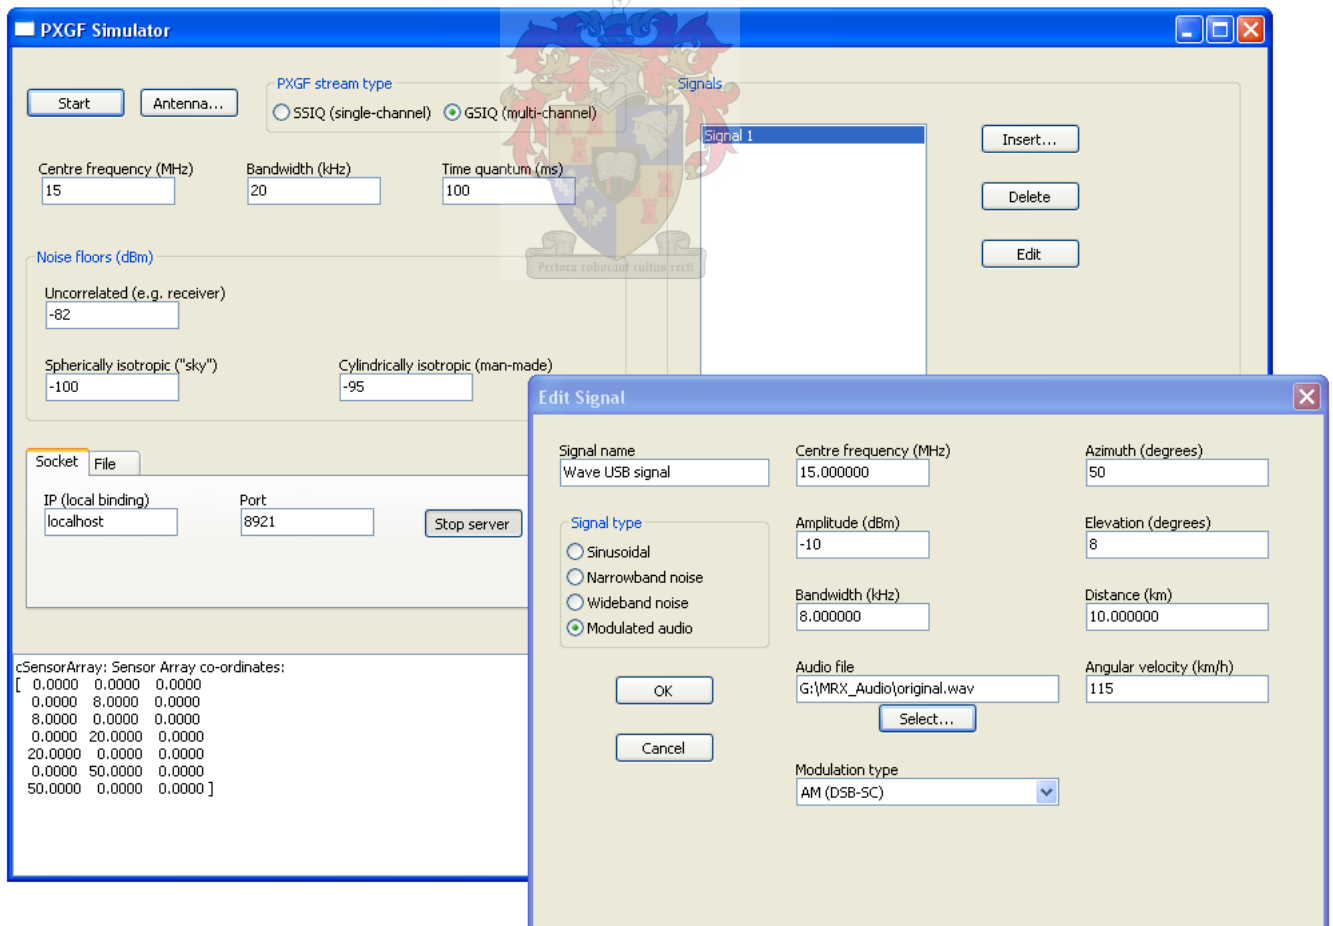 PXGF Simulator
Start
Antenna...
PXGF stream type
SSIQ (single-channel)
GSIQ (multi-channel)
Centre frequency (MHz)
15
Bandwidth (kHz)
20
Time quantum (ms)
100
Noise floors (dBm)
Uncorrelated (e.g. receiver)
-82
Spherically isotropic ("sky")
-100
Cylindrically isotropic (man-made)
-95
Signals
Signal 1
Insert...
Delete
Edit
Pectora roborant cultus recti
Socket
File
IP (local binding)
localhost
Port
8921
Stop server
cSensorArray: Sensor Array co-ordinates:
[ 0.0000 0.0000 0.0000
0.0000 8.0000 0.0000
8.0000 0.0000 0.0000
0.0000 20.0000 0.0000
20.0000 0.0000 0.0000
0.0000 50.0000 0.0000
50.0000 0.0000 0.0000 ]
Edit Signal
Signal name
Wave USB signal
Signal type
Sinusoidal
Narrowband noise
Wideband noise
Modulated audio
OK
Cancel
Centre frequency (MHz)
15.000000
Amplitude (dBm)
-10
Bandwidth (kHz)
8.000000
Audio file
G:\MRX_Audio\original.wav
Select...
Modulation type
AM (DSB-SC)
Azimuth (degrees)
50
Elevation (degrees)
8
Distance (km)
10.000000
Angular velocity (km/h)
115